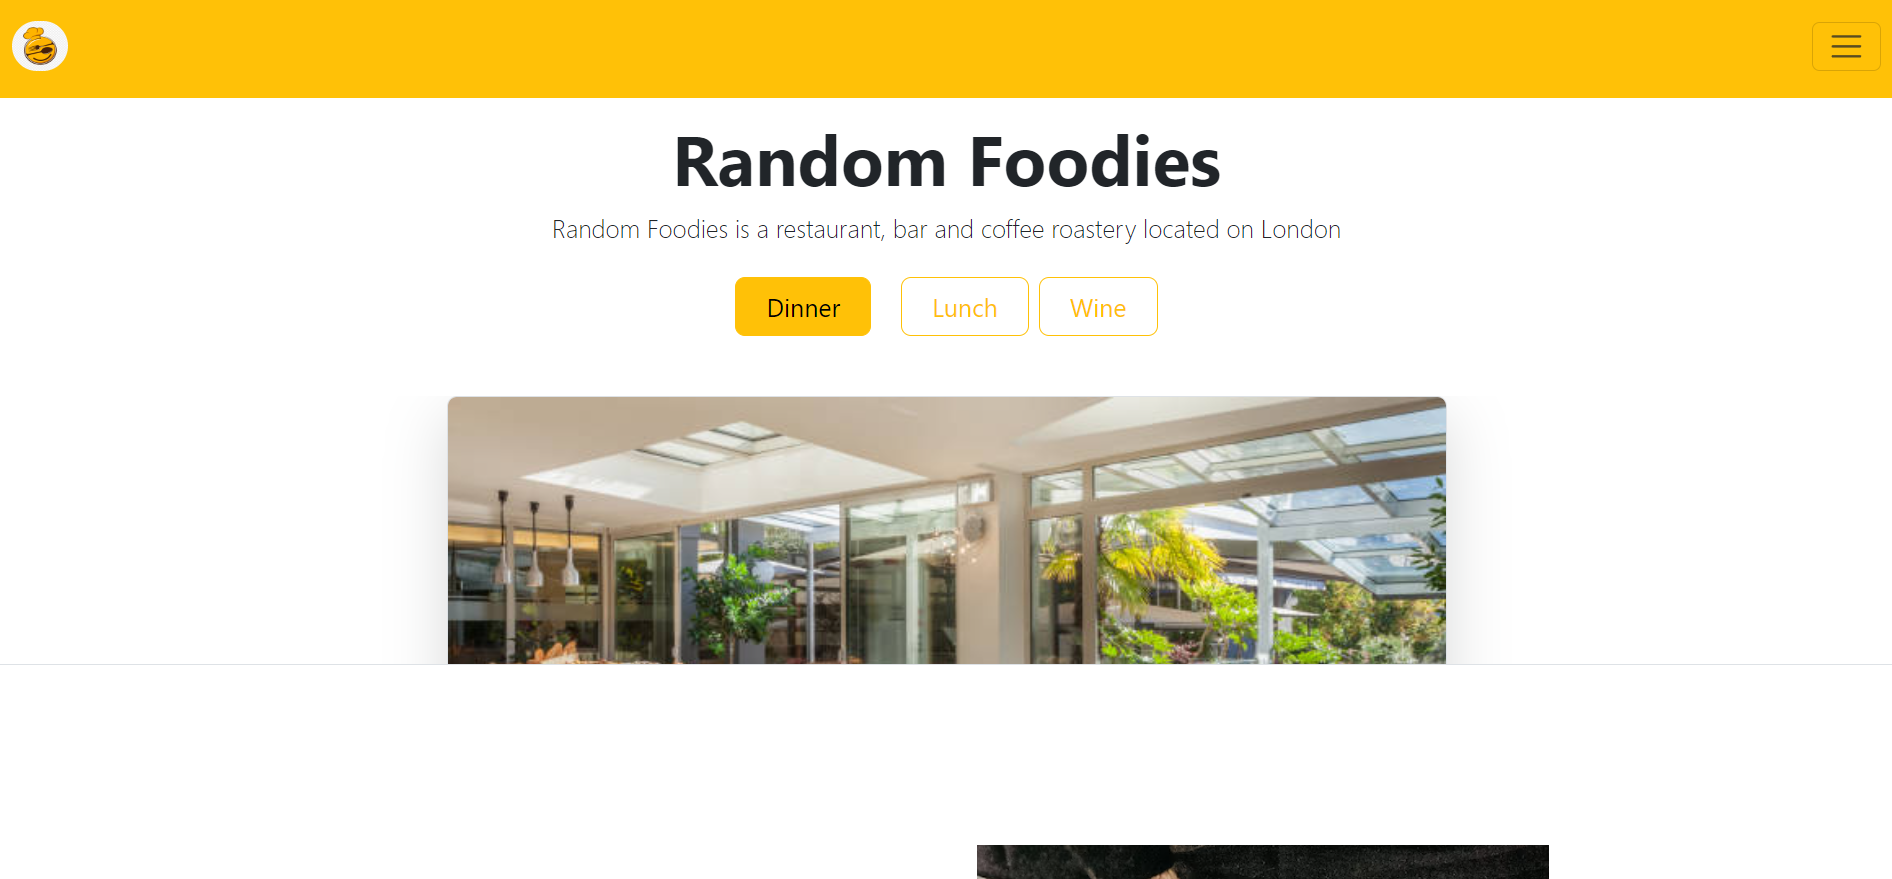 Random Foodies
Random Foodies is a restaurant, bar and coffee roastery located on London
Dinner
Lunch
Wine